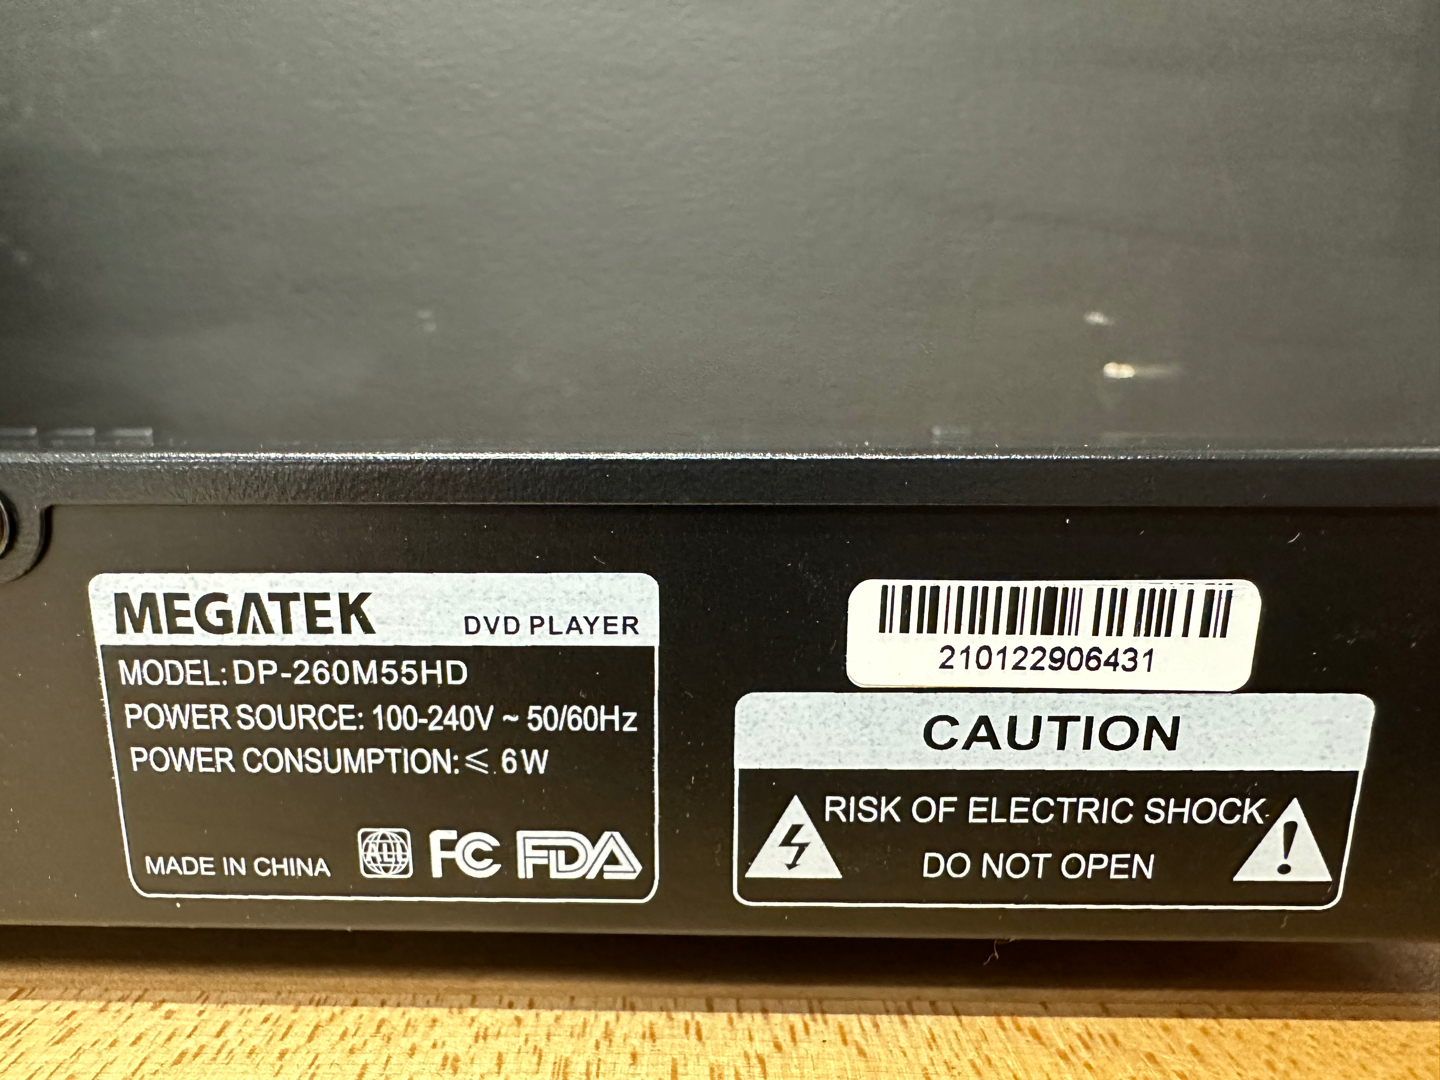 MEGATEK DVD PLAYER
MODEL: DP-260M55HD
POWER SOURCE: 100-240V ~ 50/60Hz
POWER CONSUMPTION: ≤ 6W
MADE IN CHINA FC FDA
210122906431
CAUTION
RISK OF ELECTRIC SHOCK
DO NOT OPEN